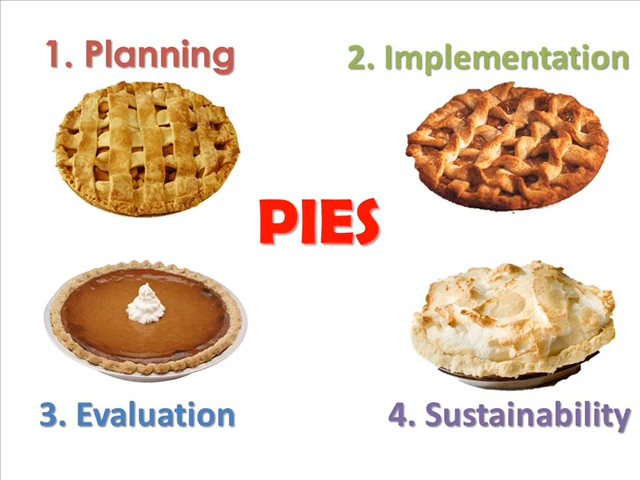 1. Planning
2. Implementation
PIES
3. Evaluation
4. Sustainability